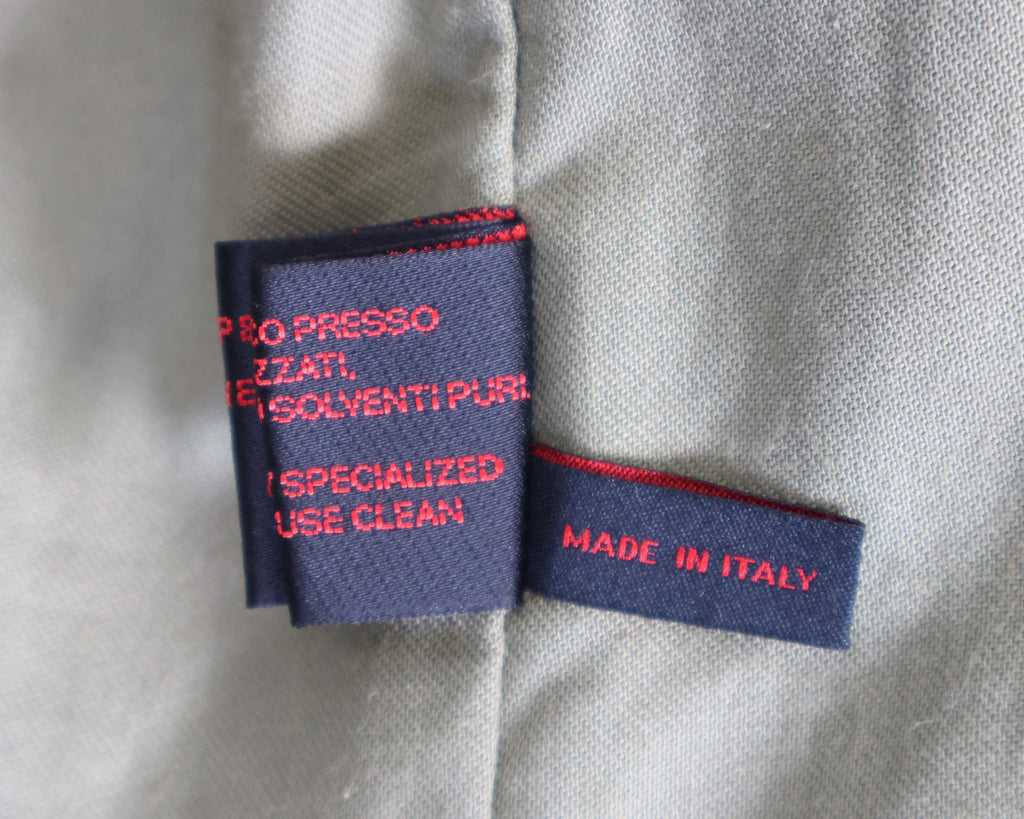 O PRESSO
ZZATI,
SOLVENTI PURI
SPECIALIZED
USE CLEAN
MADE IN ITALY